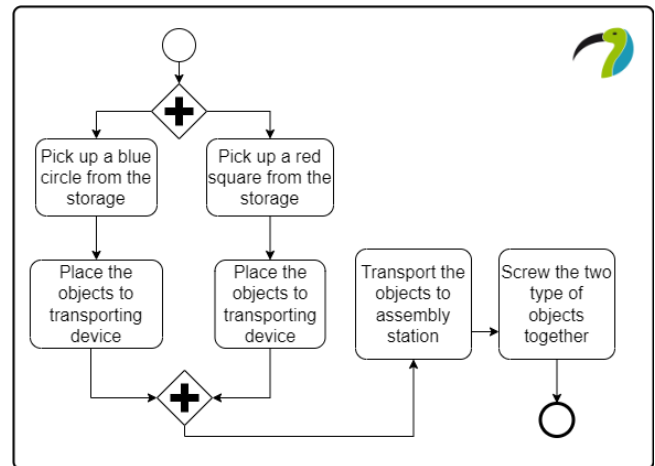 Pick up a blue
circle from the
storage
Pick up a red
square from the
storage
Place the
objects to
transporting
device
Place the
objects to
transporting
device
Transport the
objects to
assembly
station
Screw the two
type of
objects
together